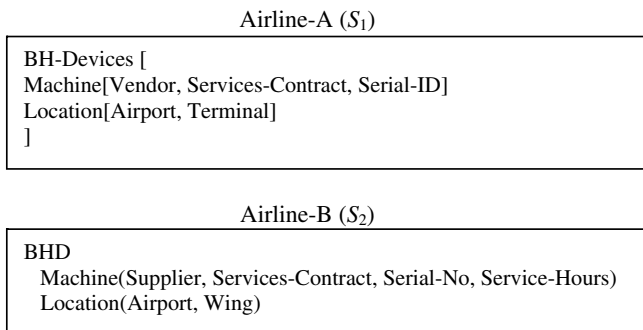 Airline-A (S1)
BH-Devices [
Machine[Vendor, Services-Contract, Serial-ID]
Location[Airport, Terminal]
]
Airline-B (S2)
BHD
Machine(Supplier, Services-Contract, Serial-No, Service-Hours)
Location(Airport, Wing)